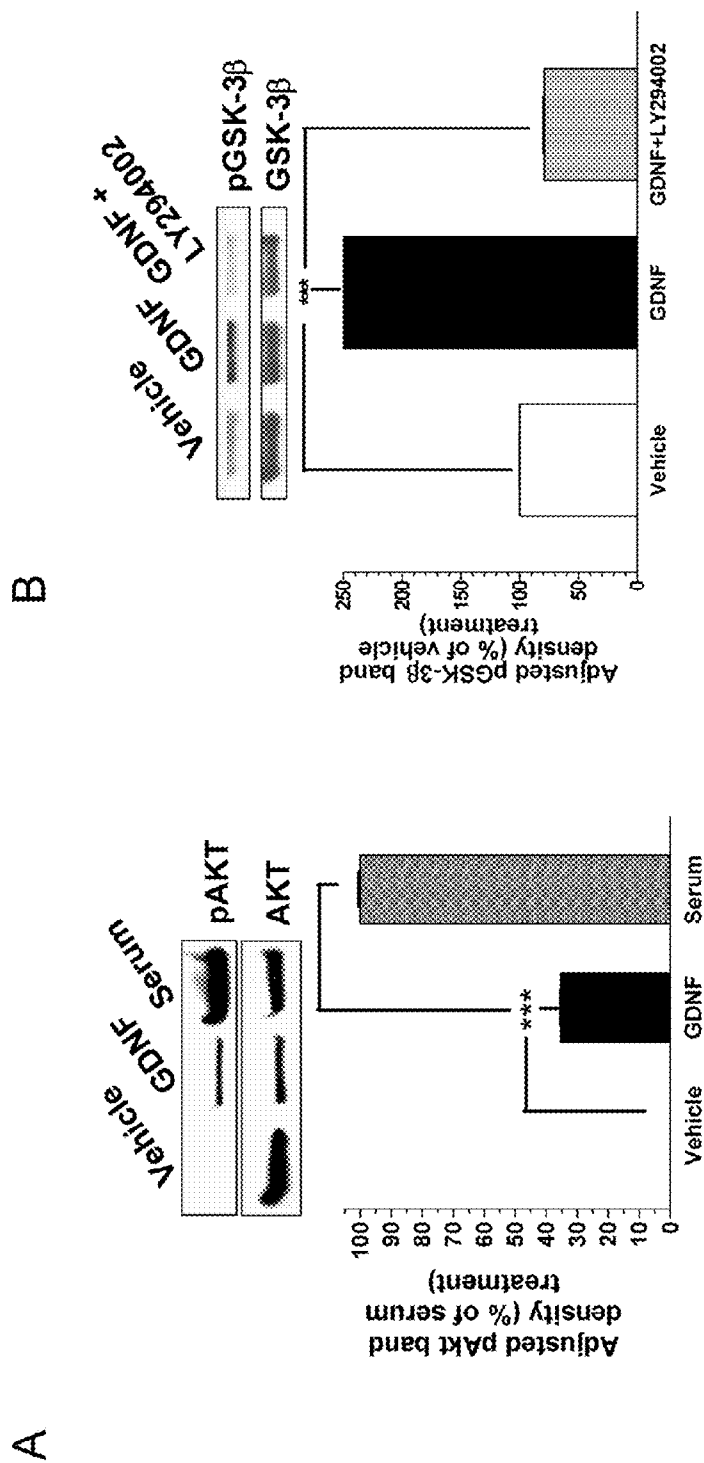 A
Vehicle
GDNF
Serum
pAKT
AKT
Adjusted pAkt band
density (% of serum
treatment)
100
90
80
70
60
50
40
30
20
10
0
***
Vehicle
GDNF
Serum
B
Vehicle
GDNF
GDNF +
LY294002
pGSK-3β
GSK-3β
Adjusted pGSK-3β band
density (% of vehicle
treatment)
250
200
150
100
50
0
***
Vehicle
GDNF
GDNF+LY294002